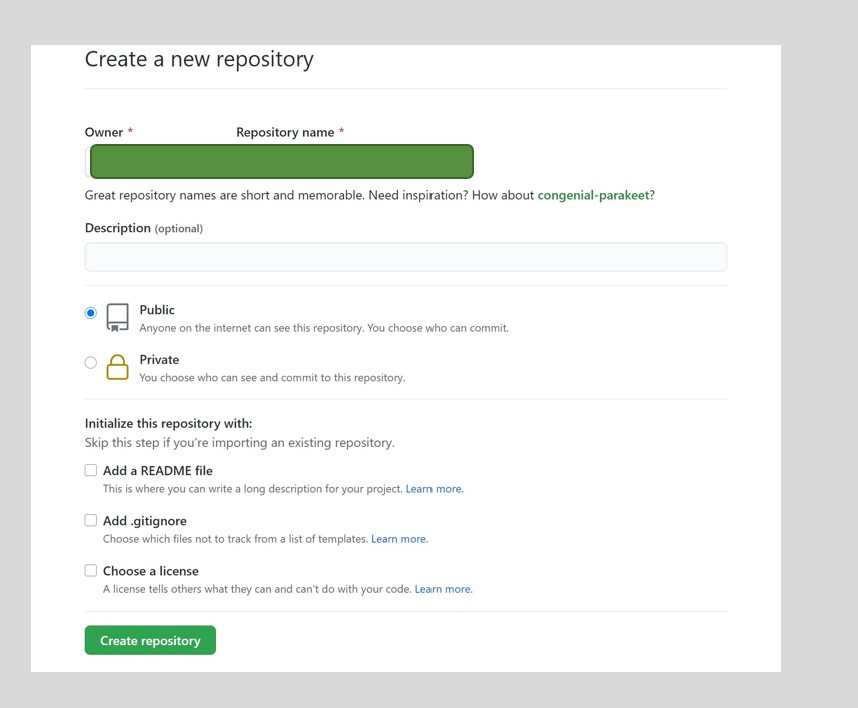 Create a new repository
Owner * Repository name *
Great repository names are short and memorable. Need inspiration? How about congenial-parakeet?
Description (optional)
Public
Anyone on the internet can see this repository. You choose who can commit.
Private
You choose who can see and commit to this repository.
Initialize this repository with:
Skip this step if you're importing an existing repository.
Add a README file
This is where you can write a long description for your project. Learn more.
Add .gitignore
Choose which files not to track from a list of templates. Learn more.
Choose a license
A license tells others what they can and can't do with your code. Learn more.
Create repository